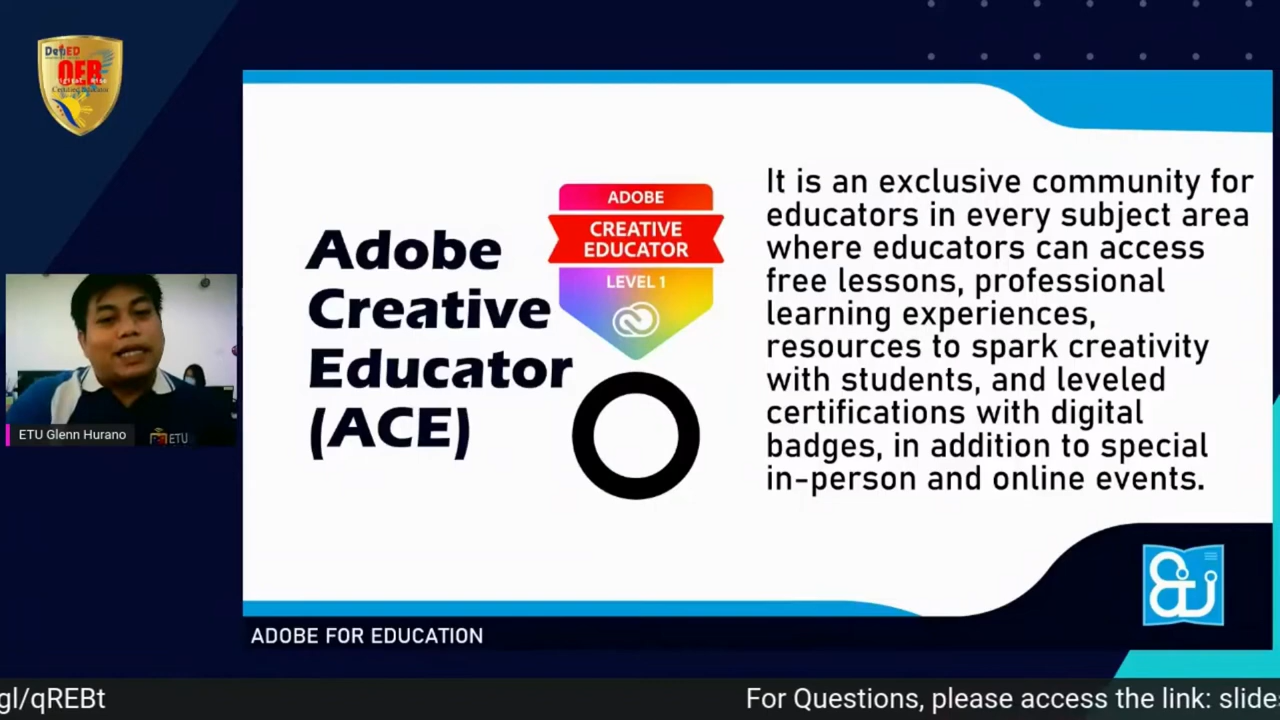 DepED
OER
Adobe
Creative
Educator
(ACE)
ADOBE
CREATIVE
EDUCATOR
LEVEL 1
It is an exclusive community for
educators in every subject area
where educators can access
free lessons, professional
learning experiences,
resources to spark creativity
with students, and leveled
certifications with digital
badges, in addition to special
in-person and online events.
ETU Glenn Hurano
ETU
ADOBE FOR EDUCATION
gl/qREBt
For Questions, please access the link: slide